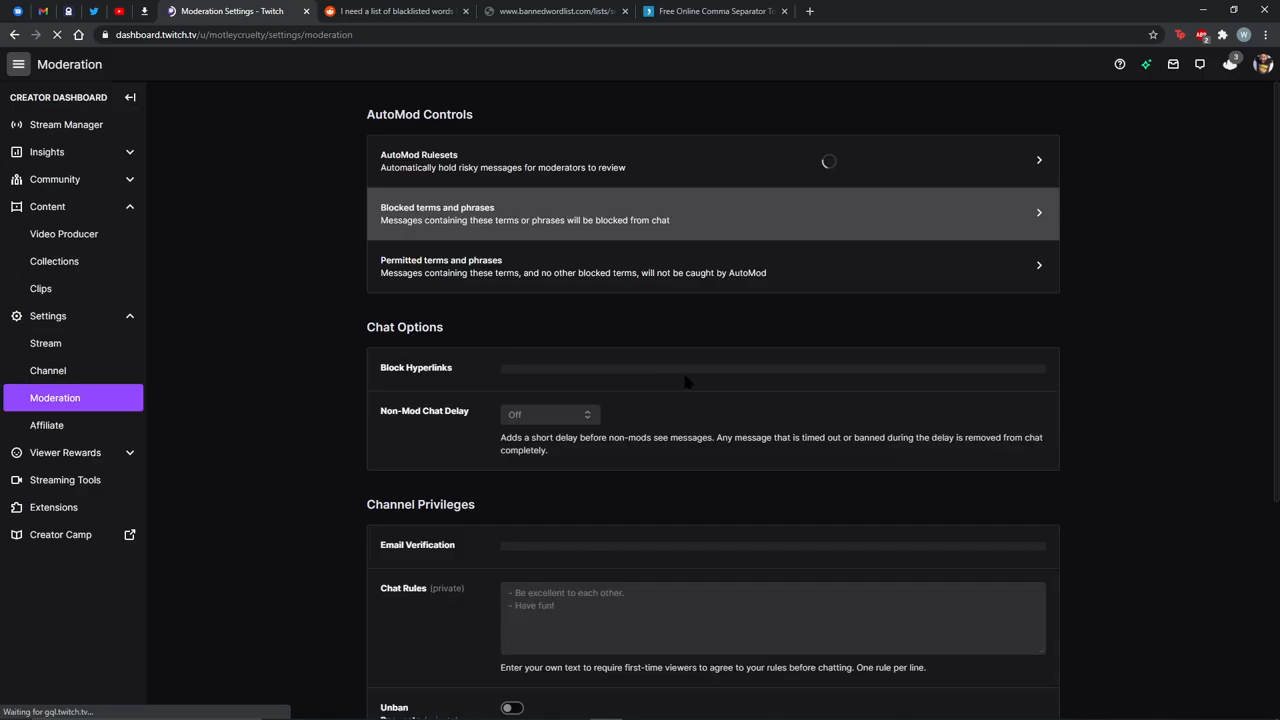 Moderation Settings - Twitch
I need a list of blacklisted words
www.bannedwordlist.com/lists/s
Free Online Comma Separator To
dashboard.twitch.tv/u/motleycruelty/settings/moderation
2
W
Moderation
3
CREATOR DASHBOARD
Stream Manager
Insights
Community
Content
Video Producer
Collections
Clips
Settings
Stream
Channel
Moderation
Affiliate
Viewer Rewards
Streaming Tools
Extensions
Creator Camp
AutoMod Controls
AutoMod Rulesets
Automatically hold risky messages for moderators to review
Blocked terms and phrases
Messages containing these terms or phrases will be blocked from chat
Permitted terms and phrases
Messages containing these terms, and no other blocked terms, will not be caught by AutoMod
Chat Options
Block Hyperlinks
Non-Mod Chat Delay
Off
Adds a short delay before non-mods see messages. Any message that is timed out or banned during the delay is removed from chat
completely.
Channel Privileges
Email Verification
Chat Rules (private)
- Be excellent to each other.
- Have fun!
Enter your own text to require first-time viewers to agree to your rules before chatting. One rule per line.
Unban
Waiting for gql.twitch.tv...